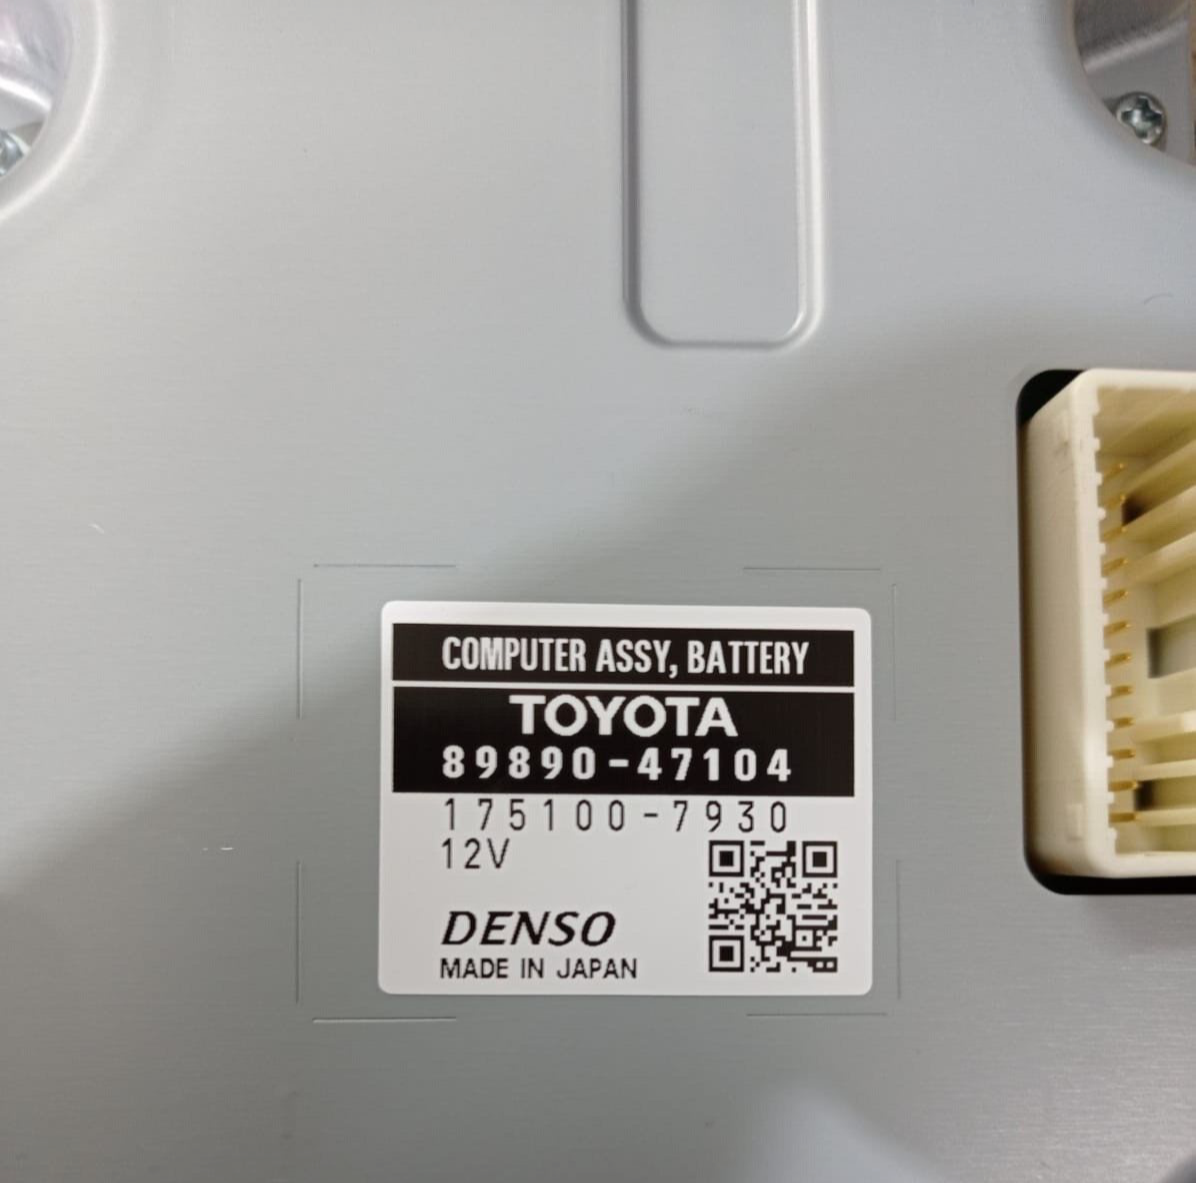 COMPUTER ASSY, BATTERY
TOYOTA
89890-47104
175100-7930
12V
DENSO
MADE IN JAPAN